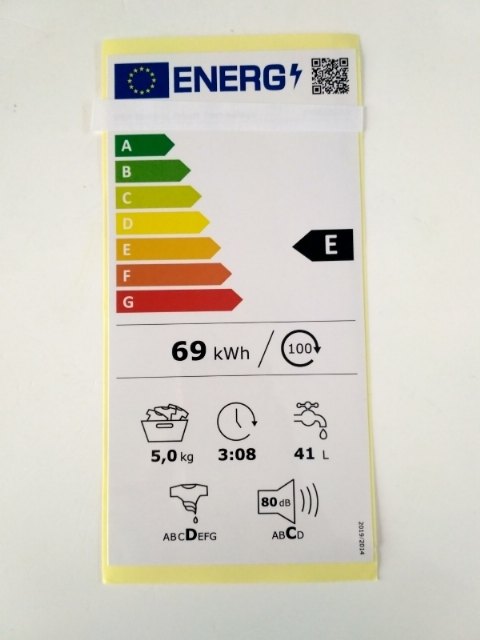 ENERG
A
B
C
D
E
E
F
G
69 kWh / 100
5,0 kg 3:08 41 L
80 dB
ABCDEFG ABCD
2019/2014